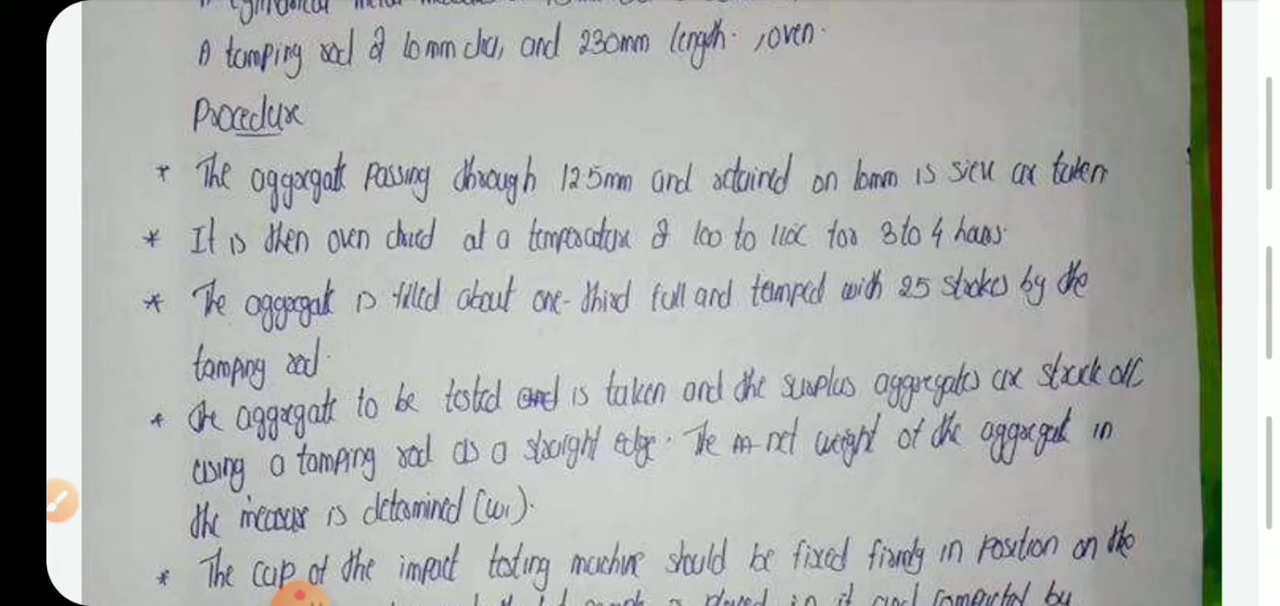 A tamping rod of 10mm dia, and 230mm length. , oven.
Procedure
* The aggregate passing through 12.5mm and retained on 10mm is sieve are taken
* It is then oven dried at a temperature of 100 to 110c for 3 to 4 hours.
* The aggregate is filled about one-third full and tamped with 25 strokes by the
tamping rod.
* The aggregate to be tested is taken and the surplus aggregates are struck off
using a tamping rod as a straight edge. The net weight of the aggregate in
the measure is determined (W1).
* The cup of the impact testing machine should be fixed firmly in position on the
placed in it and compacted by